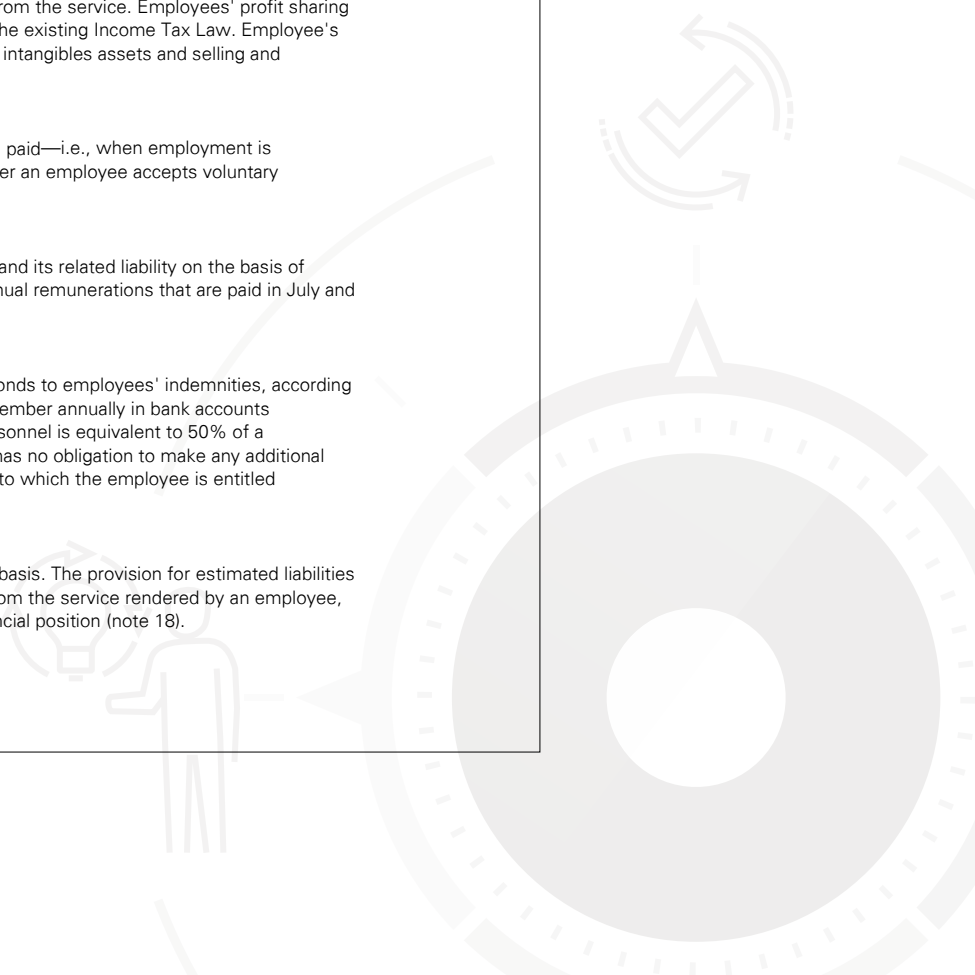 from the service. Employees' profit sharing
he existing Income Tax Law. Employee's
intangibles assets and selling and
paid—i.e., when employment is
er an employee accepts voluntary
and its related liability on the basis of
nual remunerations that are paid in July and
onds to employees' indemnities, according
ember annually in bank accounts
sonnel is equivalent to 50% of a
has no obligation to make any additional
to which the employee is entitled
basis. The provision for estimated liabilities
om the service rendered by an employee,
ncial position (note 18).